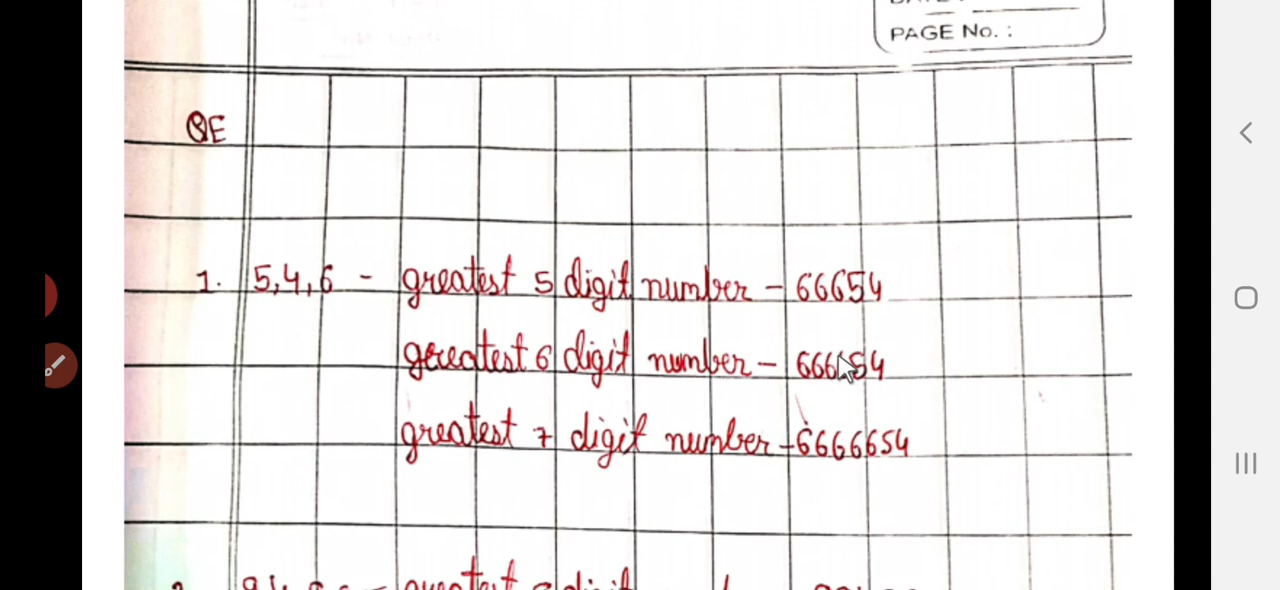 PAGE No. :
QE
1. 5,4,6 - greatest 5 digit number - 66654
greatest 6 digit number - 666654
greatest 7 digit number - 6666654